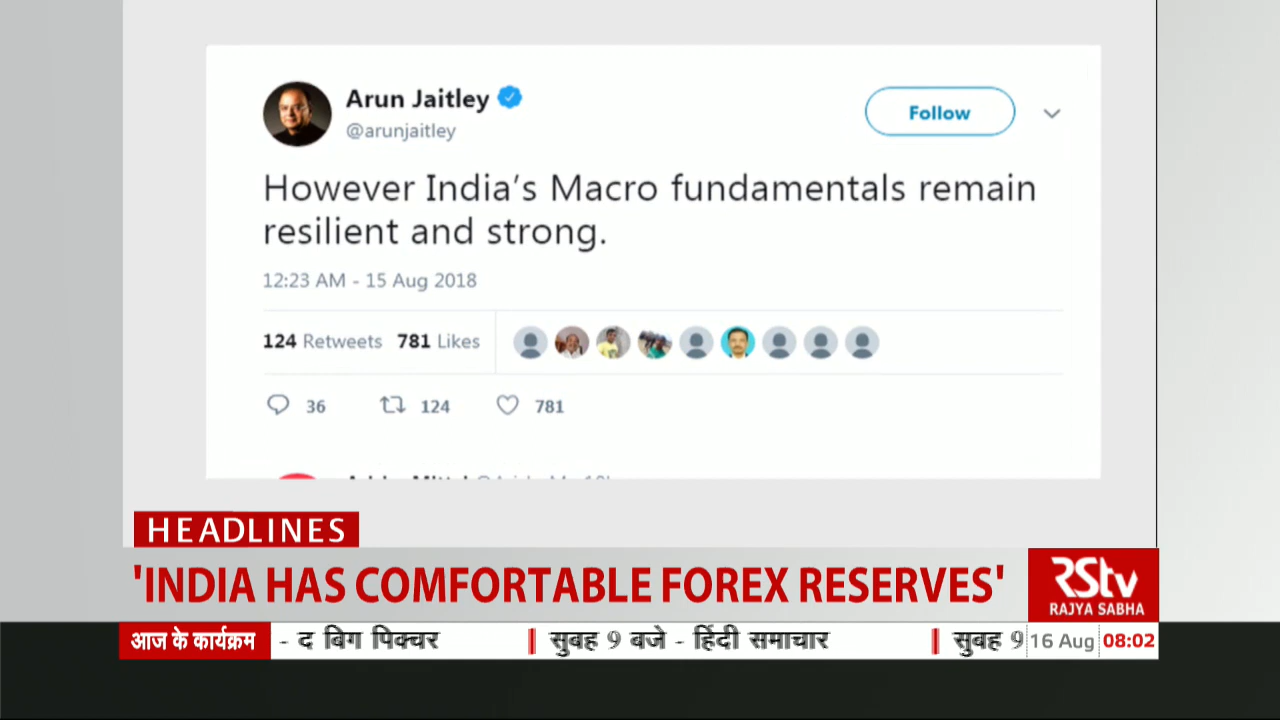 Arun Jaitley
@arunjaitley
Follow
However India's Macro fundamentals remain
resilient and strong.
12:23 AM - 15 Aug 2018
124 Retweets 781 Likes
36 124 781
HEADLINES
'INDIA HAS COMFORTABLE FOREX RESERVES'
RSTV
RAJYA SABHA
आज के कार्यक्रम - द बिग पिक्चर | सुबह 9 बजे - हिंदी समाचार | सुबह 9 16 Aug 08:02